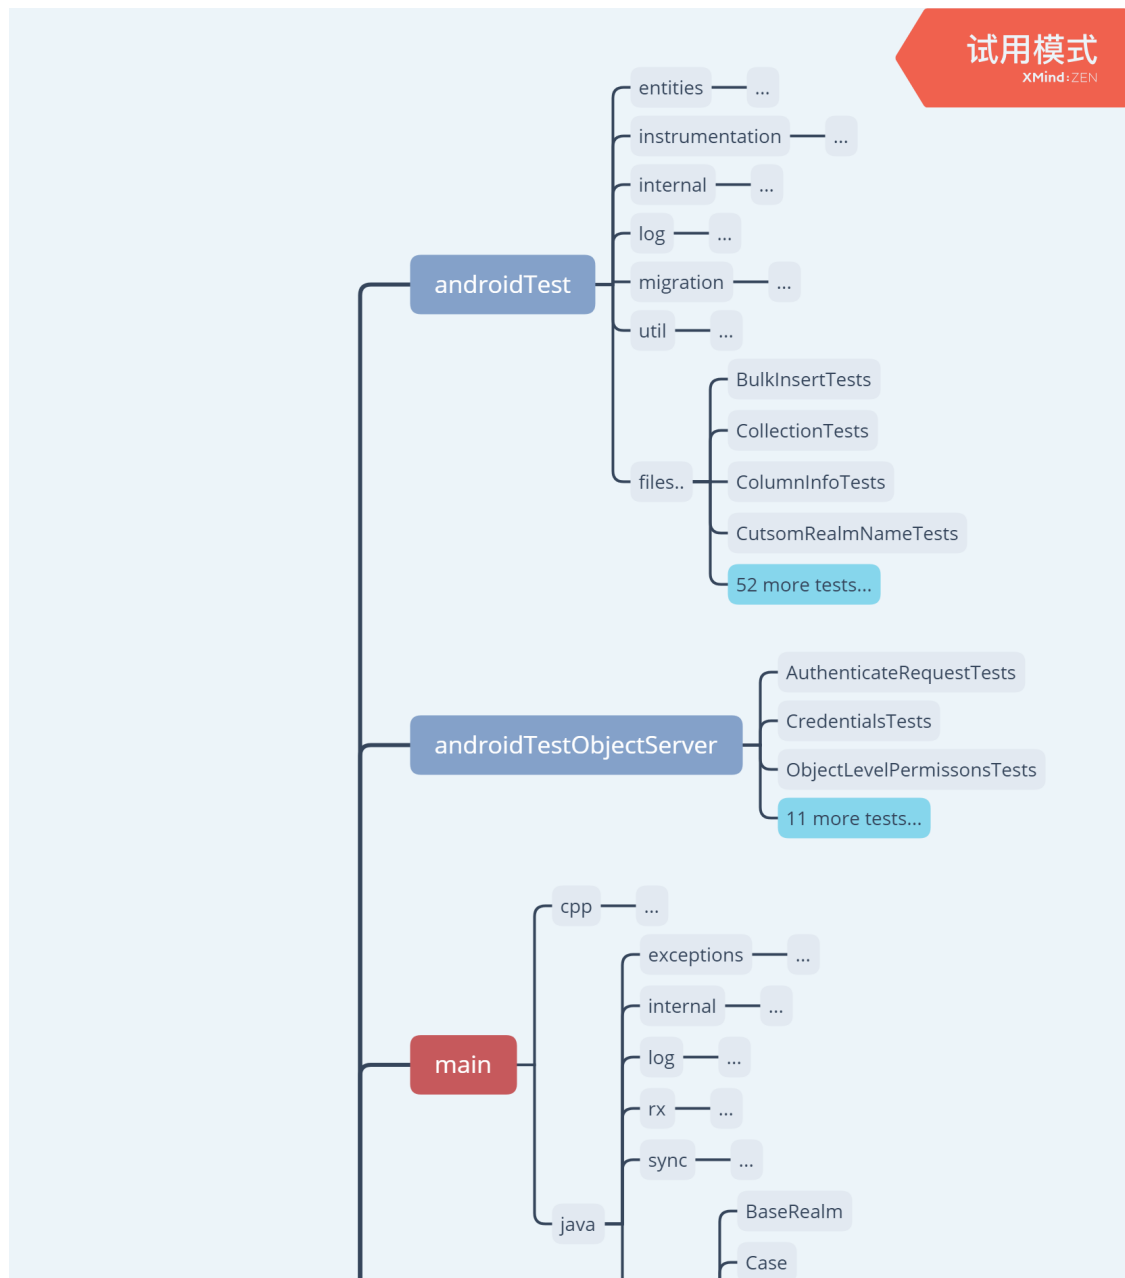 试用模式
XMind:ZEN
entities
...
instrumentation
...
internal
...
log
...
androidTest
migration
...
util
...
BulkInsertTests
CollectionTests
files..
ColumnInfoTests
CutsomRealmNameTests
52 more tests...
AuthenticateRequestTests
CredentialsTests
androidTestObjectServer
ObjectLevelPermissonsTests
11 more tests...
cpp
...
exceptions
...
internal
...
main
log
...
rx
...
sync
...
java
BaseRealm
Case